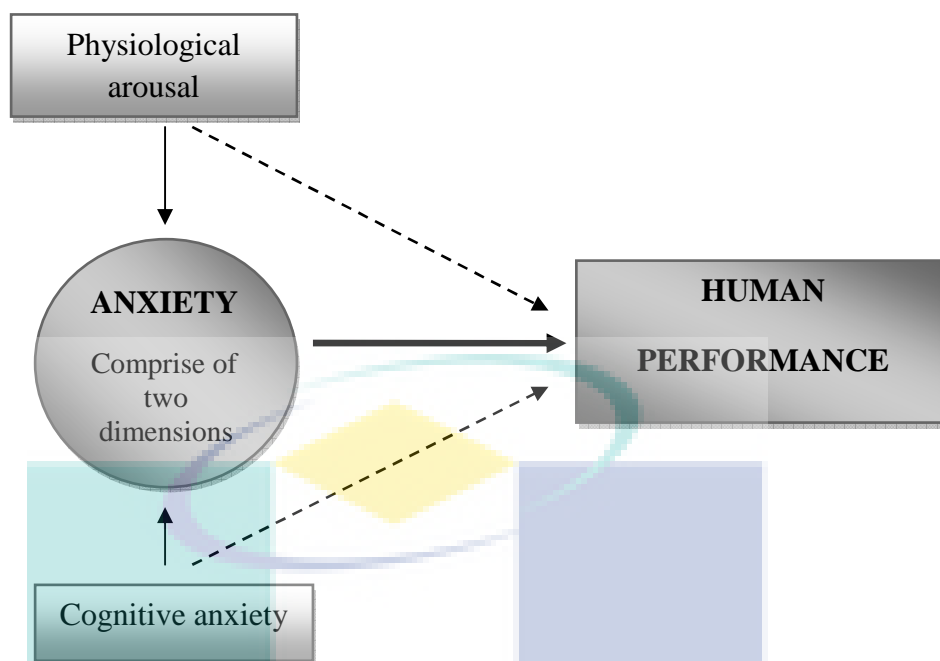 Physiological
arousal
ANXIETY
Comprise of
two
dimensions
HUMAN
PERFORMANCE
Cognitive anxiety